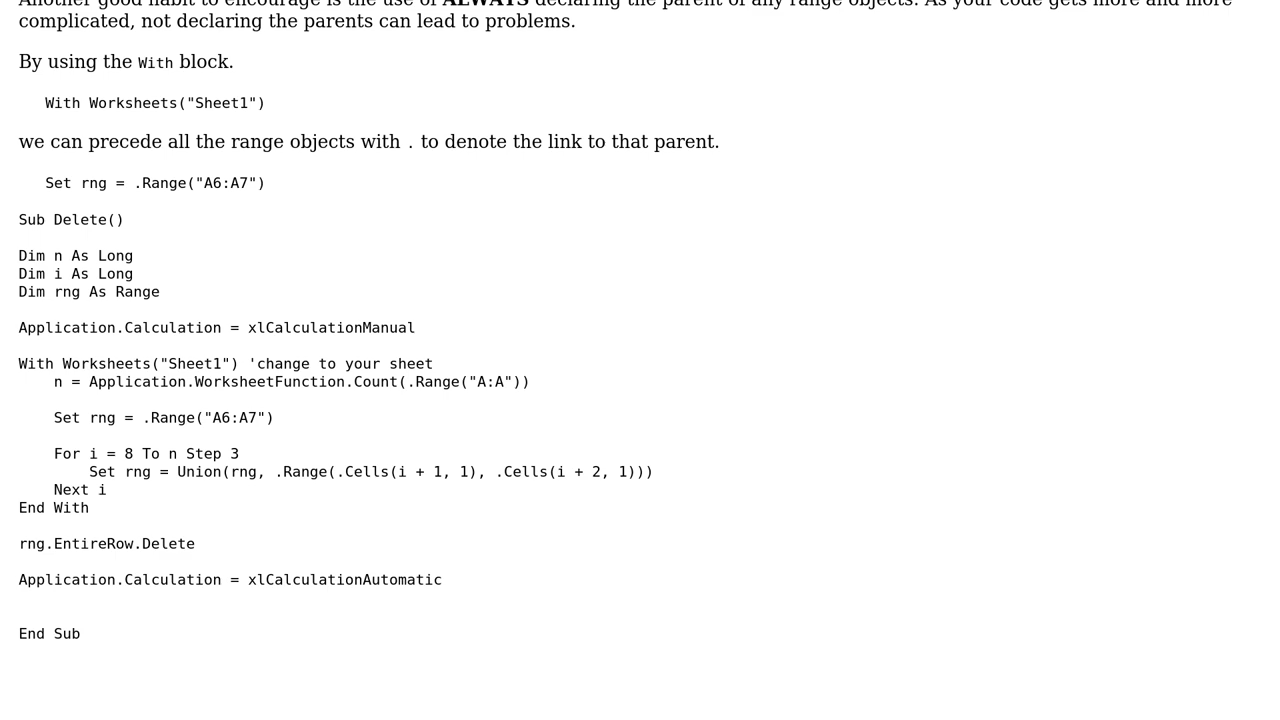 Another good habit to encourage is the use of ALWAYS declaring the parent of any range objects. As your code gets more and more
complicated, not declaring the parents can lead to problems.
By using the With block.
With Worksheets("Sheet1")
we can precede all the range objects with . to denote the link to that parent.
Set rng = .Range("A6:A7")
Sub Delete()
Dim n As Long
Dim i As Long
Dim rng As Range
Application.Calculation = xlCalculationManual
With Worksheets("Sheet1") 'change to your sheet
    n = Application.WorksheetFunction.Count(.Range("A:A"))
    Set rng = .Range("A6:A7")
    For i = 8 To n Step 3
        Set rng = Union(rng, .Range(.Cells(i + 1, 1), .Cells(i + 2, 1)))
    Next i
End With
rng.EntireRow.Delete
Application.Calculation = xlCalculationAutomatic
End Sub